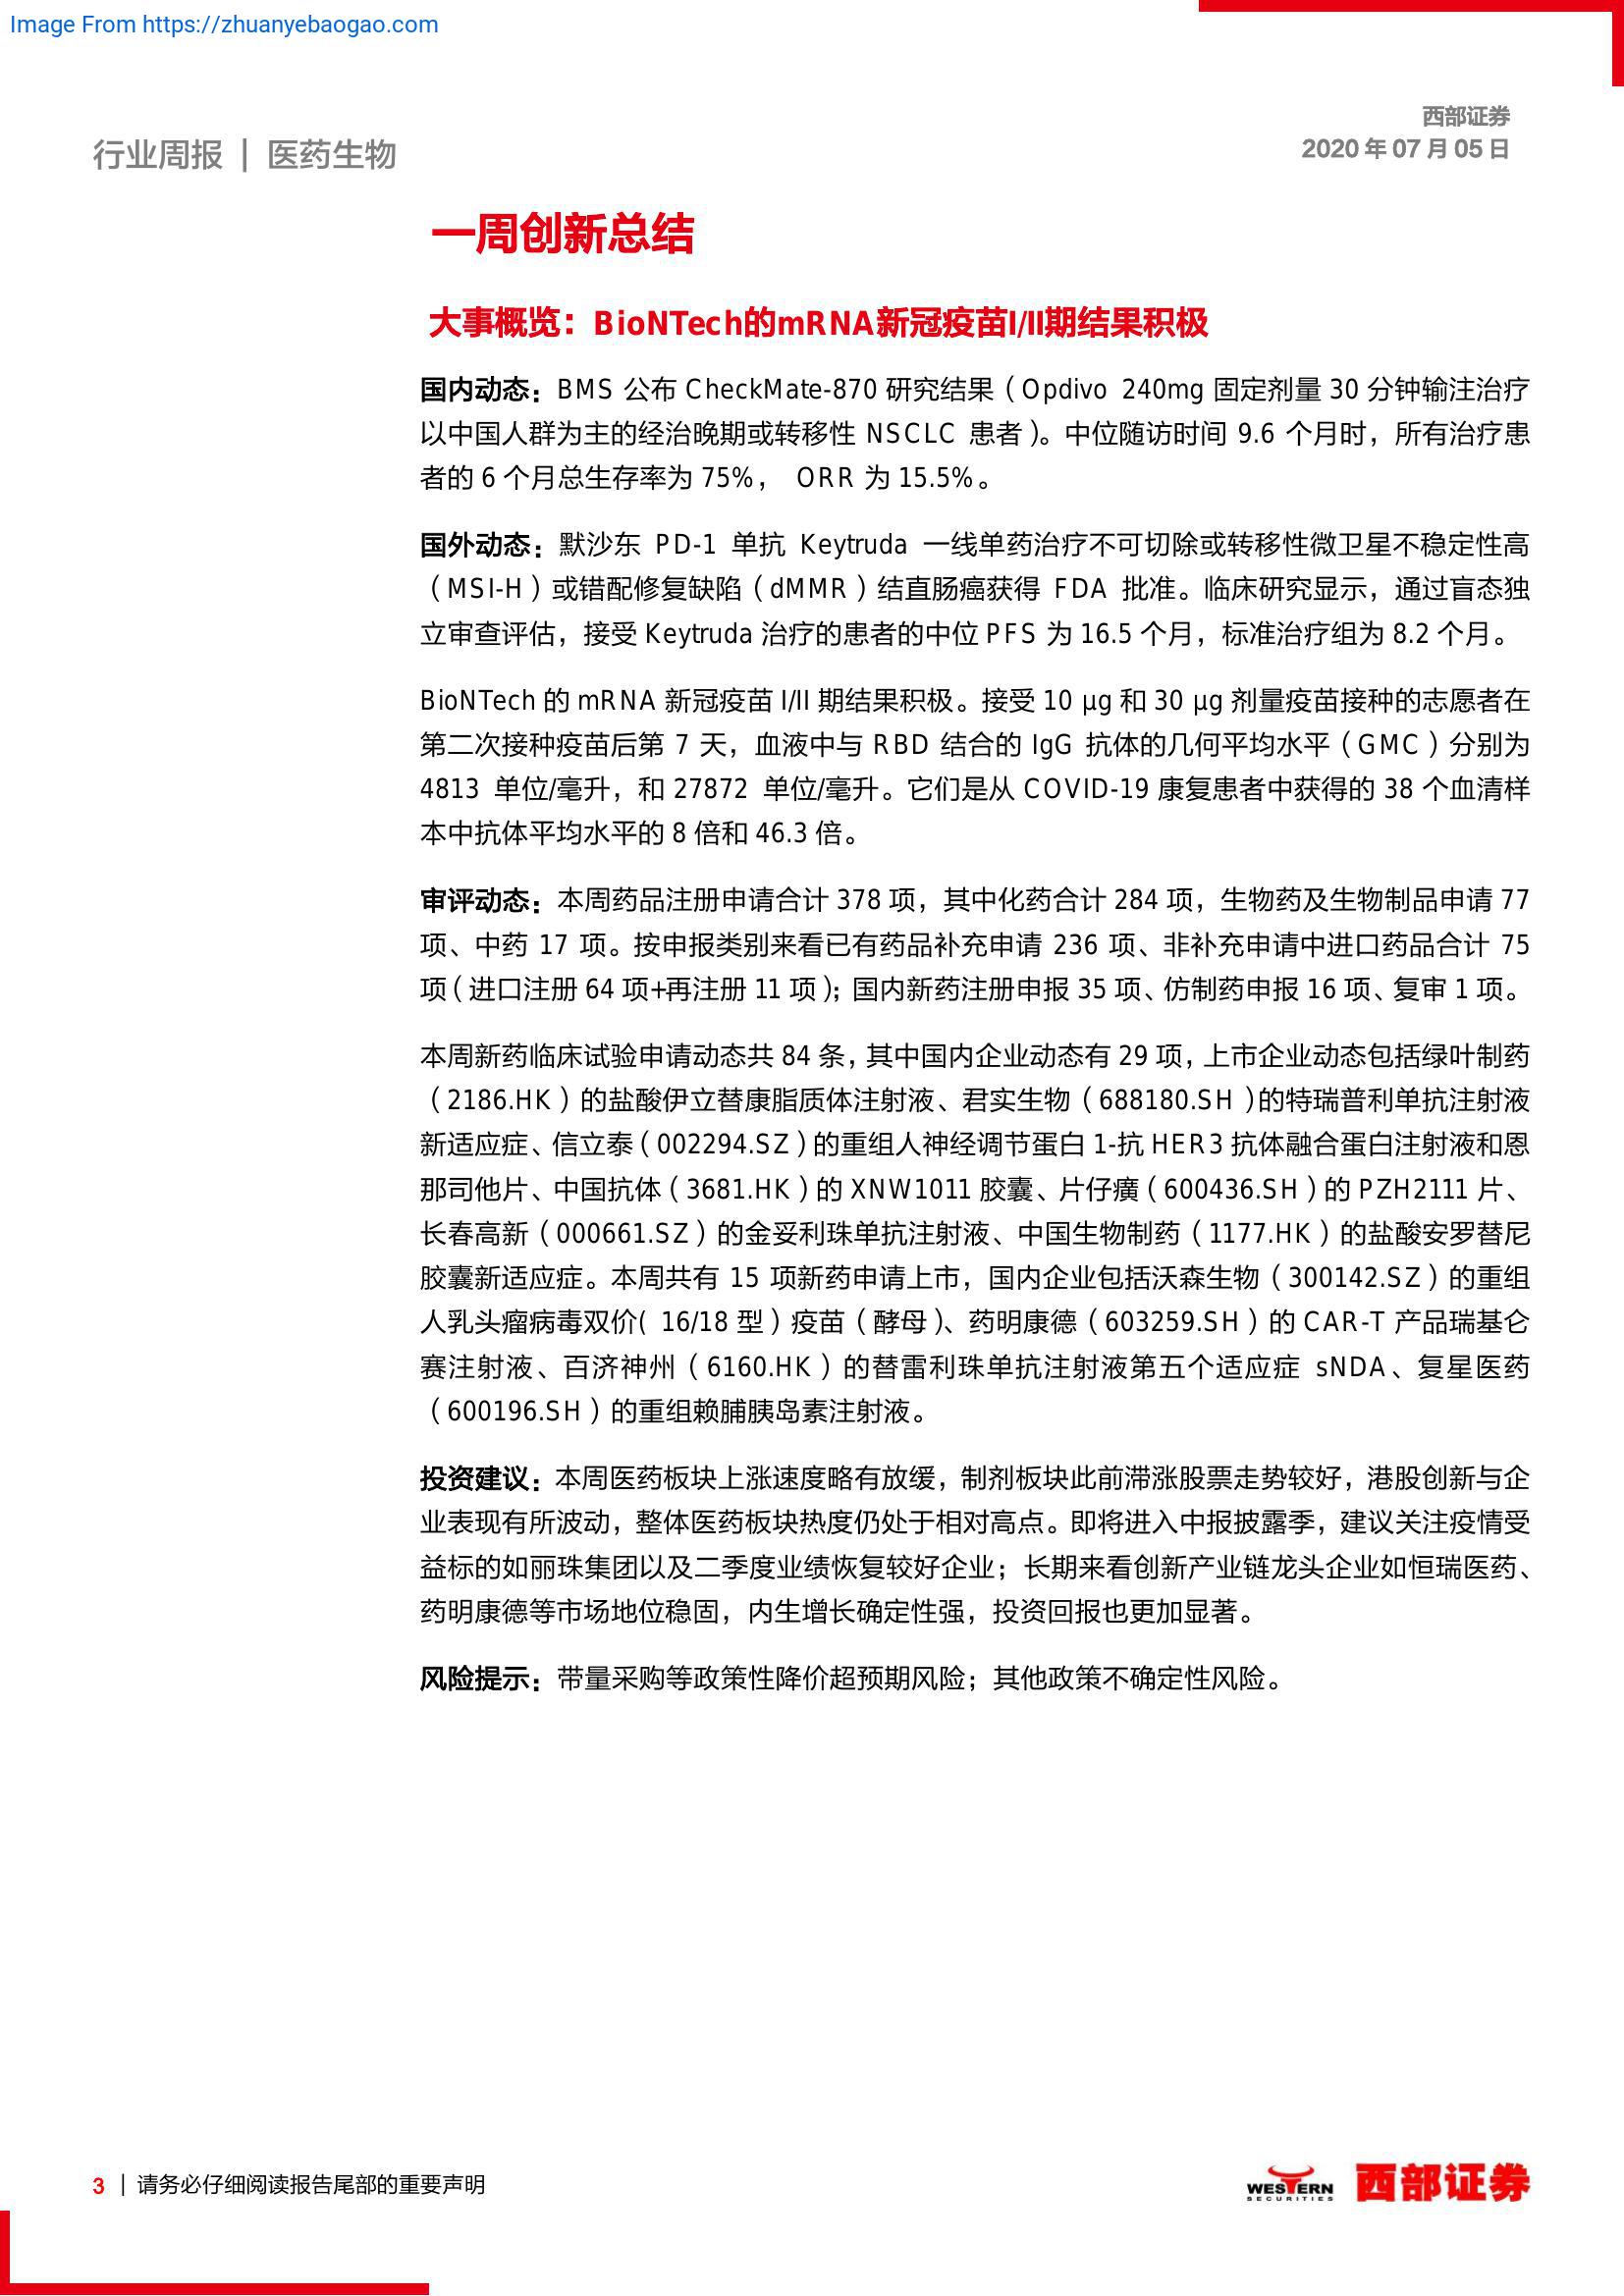 Image From https://zhuanyebaogao.com
西部证券
2020 年 07 月 05 日
行业周报 | 医药生物
一周创新总结
大事概览：BioNTech的mRNA新冠疫苗I/II期结果积极
国内动态：BMS 公布 CheckMate-870 研究结果（Opdivo 240mg 固定剂量 30 分钟输注治疗
以中国人群为主的经治晚期或转移性 NSCLC 患者）。中位随访时间 9.6 个月时，所有治疗患
者的 6 个月总生存率为 75%， ORR 为 15.5%。
国外动态：默沙东 PD-1 单抗 Keytruda 一线单药治疗不可切除或转移性微卫星不稳定性高
（MSI-H）或错配修复缺陷（dMMR）结直肠癌获得 FDA 批准。临床研究显示，通过盲态独
立审查评估，接受 Keytruda 治疗的患者的中位 PFS 为 16.5 个月，标准治疗组为 8.2 个月。
BioNTech 的 mRNA 新冠疫苗 I/II 期结果积极。接受 10 μg 和 30 μg 剂量疫苗接种的志愿者在
第二次接种疫苗后第 7 天，血液中与 RBD 结合的 IgG 抗体的几何平均水平（GMC）分别为
4813 单位/毫升，和 27872 单位/毫升。它们是从 COVID-19 康复患者中获得的 38 个血清样
本中抗体平均水平的 8 倍和 46.3 倍。
审评动态：本周药品注册申请合计 378 项，其中化药合计 284 项，生物药及生物制品申请 77
项、中药 17 项。按申报类别来看已有药品补充申请 236 项、非补充申请中进口药品合计 75
项（进口注册 64 项+再注册 11 项）；国内新药注册申报 35 项、仿制药申报 16 项、复审 1 项。
本周新药临床试验申请动态共 84 条，其中国内企业动态有 29 项，上市企业动态包括绿叶制药
（2186.HK）的盐酸伊立替康脂质体注射液、君实生物（688180.SH）的特瑞普利单抗注射液
新适应症、信立泰（002294.SZ）的重组人神经调节蛋白 1-抗 HER3 抗体融合蛋白注射液和恩
那司他片、中国抗体（3681.HK）的 XNW1011 胶囊、片仔癀（600436.SH）的 PZH2111 片、
长春高新（000661.SZ）的金妥利珠单抗注射液、中国生物制药（1177.HK）的盐酸安罗替尼
胶囊新适应症。本周共有 15 项新药申请上市，国内企业包括沃森生物（300142.SZ）的重组
人乳头瘤病毒双价( 16/18 型）疫苗（酵母）、药明康德（603259.SH）的 CAR-T 产品瑞基仑
赛注射液、百济神州（6160.HK）的替雷利珠单抗注射液第五个适应症 sNDA、复星医药
（600196.SH）的重组赖脯胰岛素注射液。
投资建议：本周医药板块上涨速度略有放缓，制剂板块此前滞涨股票走势较好，港股创新与企
业表现有所波动，整体医药板块热度仍处于相对高点。即将进入中报披露季，建议关注疫情受
益标的如丽珠集团以及二季度业绩恢复较好企业；长期来看创新产业链龙头企业如恒瑞医药、
药明康德等市场地位稳固，内生增长确定性强，投资回报也更加显著。
风险提示：带量采购等政策性降价超预期风险；其他政策不确定性风险。
3 | 请务必仔细阅读报告尾部的重要声明
WESTERN
SECURITIES
西部证券